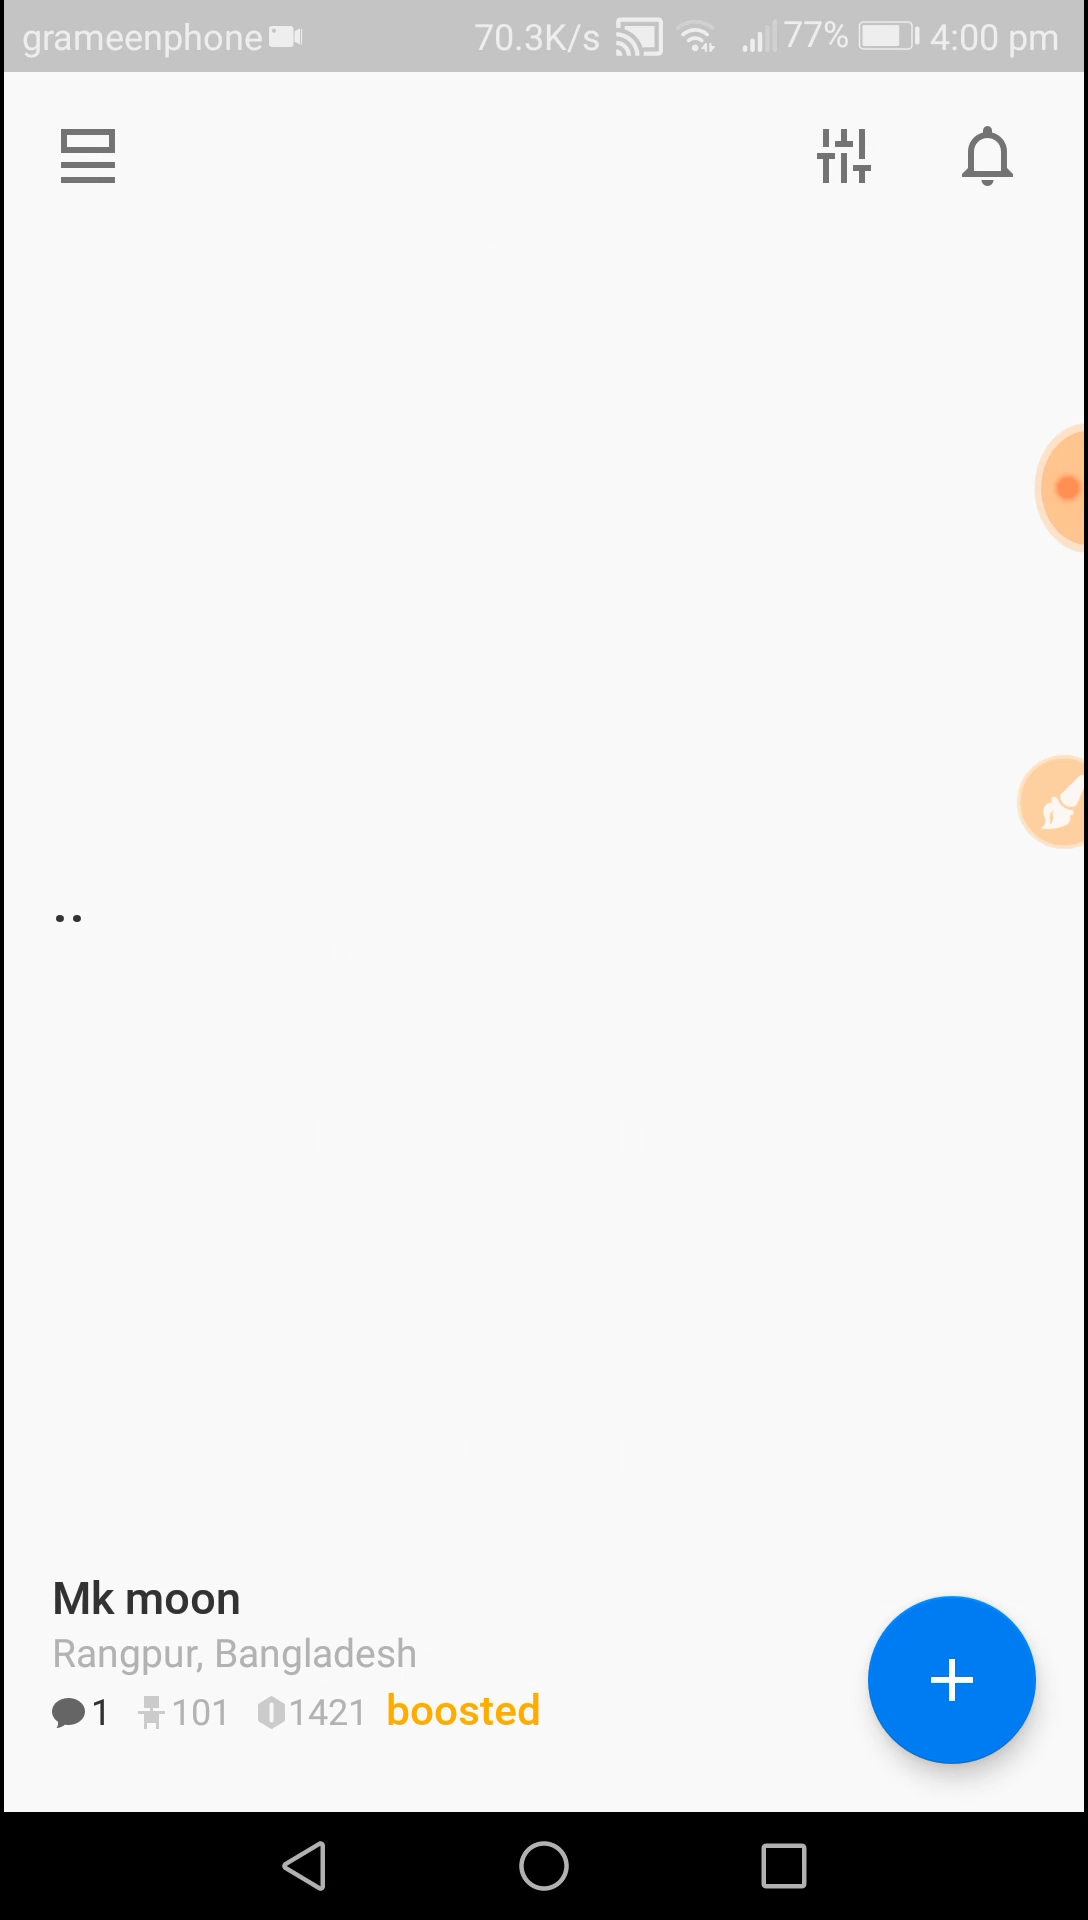 grameenphone 70.3K/s 77% 4:00 pm
..
Mk moon
Rangpur, Bangladesh
1 101 1421 boosted